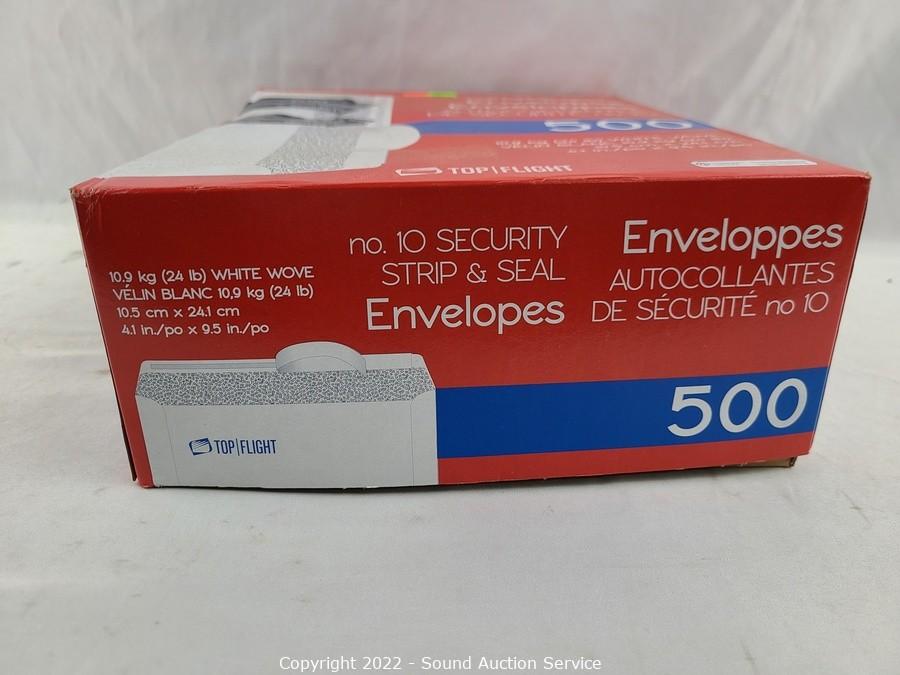 500
TOP|FLIGHT
no. 10 SECURITY
STRIP & SEAL
Envelopes
Enveloppes
AUTOCOLLANTES
DE SÉCURITÉ no 10
10,9 kg (24 lb) WHITE WOVE
VÉLIN BLANC 10,9 kg (24 lb)
10.5 cm x 24.1 cm
4.1 in./po x 9.5 in./po
500
TOP|FLIGHT
Copyright 2022 - Sound Auction Service